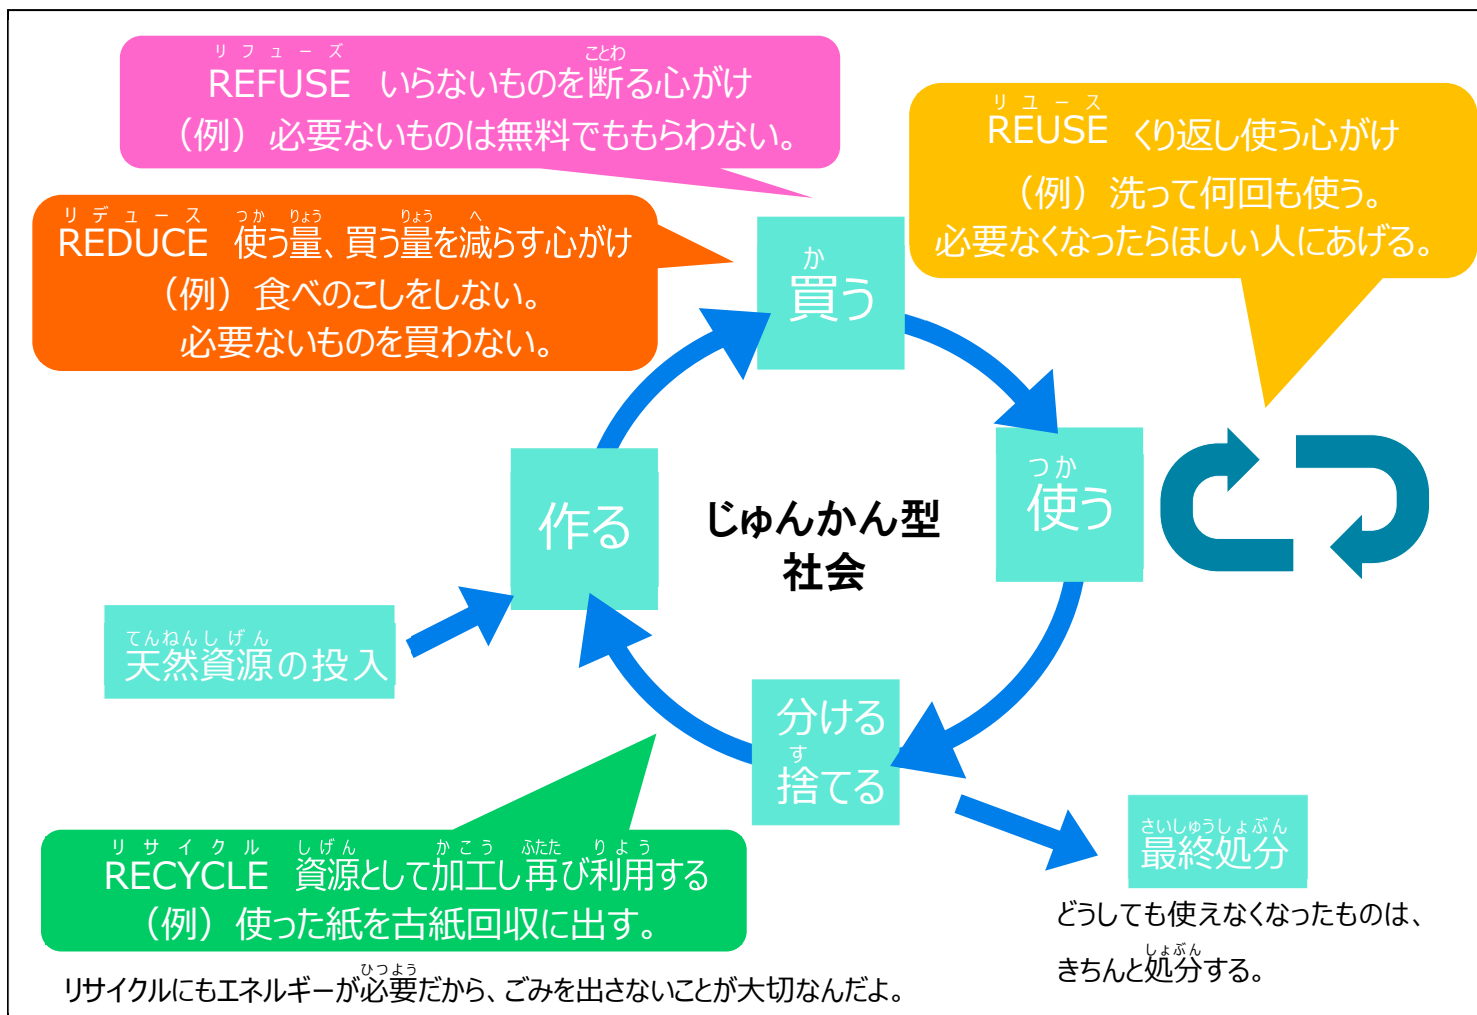 リフューズ ことわ
REFUSE いらないものを断る心がけ
（例）必要ないものは無料でももらわない。
リユース
REUSE くり返し使う心がけ
（例）洗って何回も使う。
必要なくなったらほしい人にあげる。
リデュース つか りょう りょう へ
REDUCE 使う量、買う量を減らす心がけ
（例）食べのこしをしない。
必要ないものを買わない。
か
買う
つか
使う
作る
じゅんかん型
社会
てんねんしげん
天然資源の投入
分ける
す
捨てる
さいしゅうしょぶん
最終処分
どうしても使えなくなったものは、
しょぶん
きちんと処分する。
リサイクル しげん かこう ふたた りよう
RECYCLE 資源として加工し再び利用する
（例）使った紙を古紙回収に出す。
ひつよう
リサイクルにもエネルギーが必要だから、ごみを出さないことが大切なんだよ。